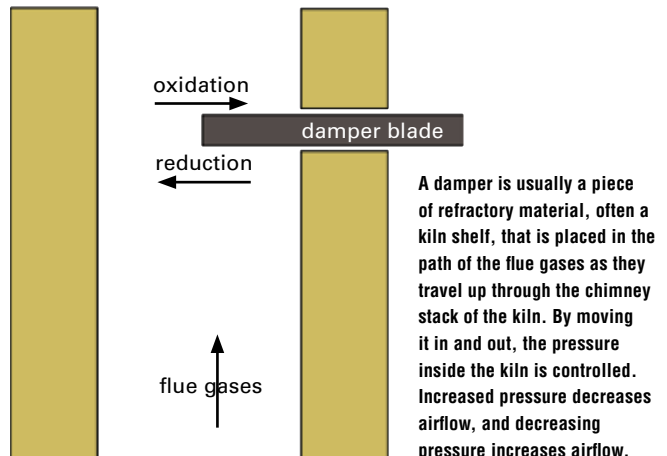 oxidation
damper blade
reduction
flue gases
A damper is usually a piece
of refractory material, often a
kiln shelf, that is placed in the
path of the flue gases as they
travel up through the chimney
stack of the kiln. By moving
it in and out, the pressure
inside the kiln is controlled.
Increased pressure decreases
airflow, and decreasing
pressure increases airflow.